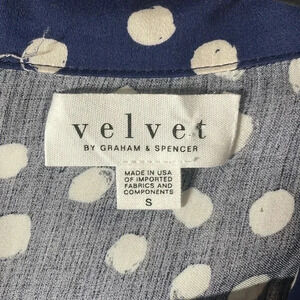 velvet
BY GRAHAM & SPENCER
MADE IN USA
OF IMPORTED
FABRICS AND
COMPONENTS
S